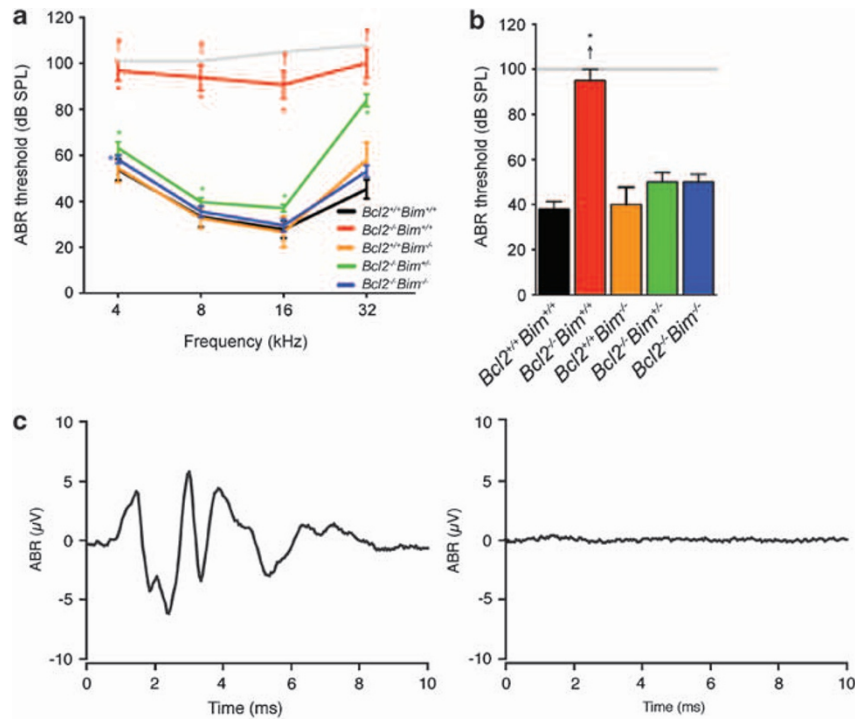 a
ABR threshold (dB SPL)
120
100
80
60
40
20
0
4
8
16
32
Frequency (kHz)
Bcl2+/+Bim+/+
Bcl2-/-Bim+/+
Bcl2+/+Bim-/-
Bcl2-/-Bim+/-
Bcl2-/-Bim-/-
b
ABR threshold (dB SPL)
120
100
80
60
40
20
0
*
Bcl2+/+Bim+/+
Bcl2-/-Bim+/+
Bcl2+/+Bim-/-
Bcl2-/-Bim+/-
Bcl2-/-Bim-/-
c
ABR (µV)
10
5
0
-5
-10
0
2
4
6
8
10
Time (ms)
ABR (µV)
10
5
0
-5
-10
0
2
4
6
8
10
Time (ms)